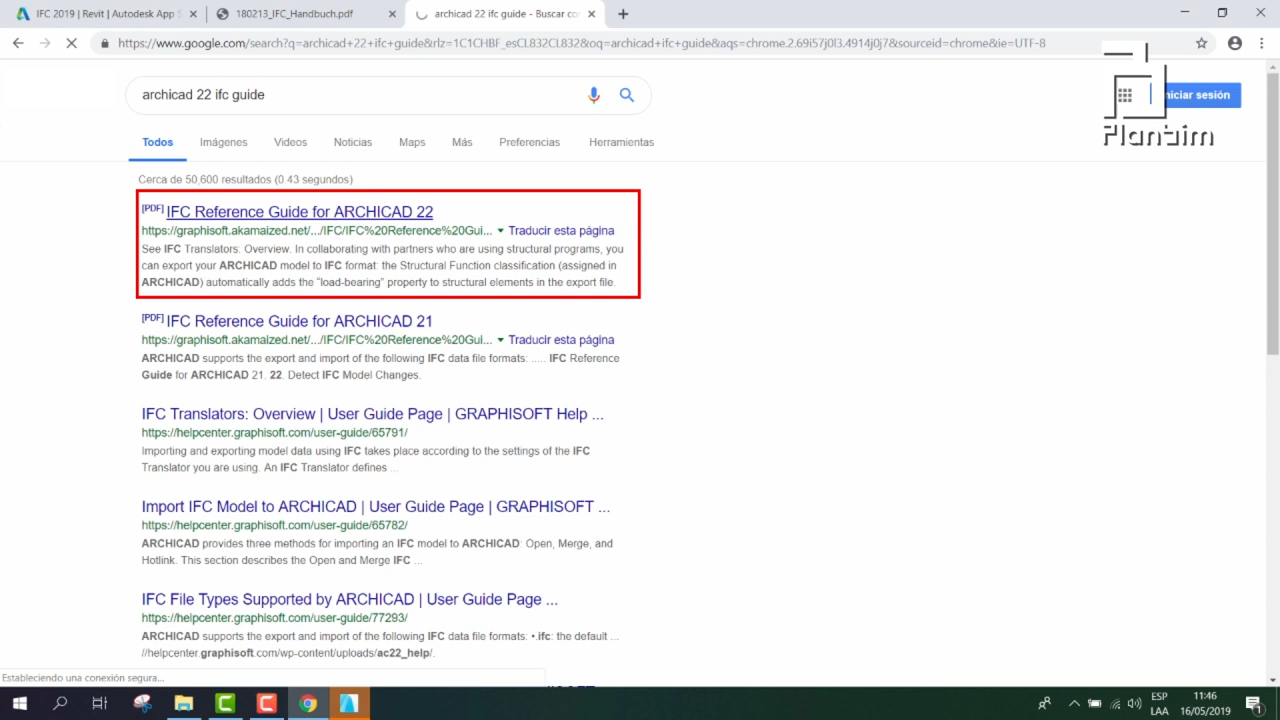 IFC 2019 | Revit | Autodesk App S
180213_IFC_Handbuch.pdf
archicad 22 ifc guide - Buscar co
https://www.google.com/search?q=archicad+22+ifc+guide&rlz=1C1CHBF_esCL832CL832&oq=archicad+ifc+guide&aqs=chrome.2.69i57j0l3.4914j0j7&sourceid=chrome&ie=UTF-8
archicad 22 ifc guide
iniciar sesión
PlanBim
Todos Imágenes Videos Noticias Maps Más Preferencias Herramientas
Cerca de 50,600 resultados (0.43 segundos)
[PDF] IFC Reference Guide for ARCHICAD 22
https://graphisoft.akamaized.net/.../IFC/IFC%20Reference%20Gui... Traducir esta página
See IFC Translators: Overview. In collaborating with partners who are using structural programs, you
can export your ARCHICAD model to IFC format: the Structural Function classification (assigned in
ARCHICAD) automatically adds the “load-bearing” property to structural elements in the export file.
[PDF] IFC Reference Guide for ARCHICAD 21
https://graphisoft.akamaized.net/.../IFC/IFC%20Reference%20Gui... Traducir esta página
ARCHICAD supports the export and import of the following IFC data file formats: ..... IFC Reference
Guide for ARCHICAD 21. 22. Detect IFC Model Changes.
IFC Translators: Overview | User Guide Page | GRAPHISOFT Help ...
https://helpcenter.graphisoft.com/user-guide/65791/
Importing and exporting model data using IFC takes place according to the settings of the IFC
Translator you are using. An IFC Translator defines ...
Import IFC Model to ARCHICAD | User Guide Page | GRAPHISOFT ...
https://helpcenter.graphisoft.com/user-guide/65782/
ARCHICAD provides three methods for importing an IFC model to ARCHICAD: Open, Merge, and
Hotlink. This section describes the Open and Merge IFC ...
IFC File Types Supported by ARCHICAD | User Guide Page ...
https://helpcenter.graphisoft.com/user-guide/77293/
ARCHICAD supports the export and import of the following IFC data file formats: •.ifc: the default ...
//helpcenter.graphisoft.com/wp-content/uploads/ac22_help/.
Estableciendo una conexión segura...
ESP
LAA
11:46
16/05/2019
1